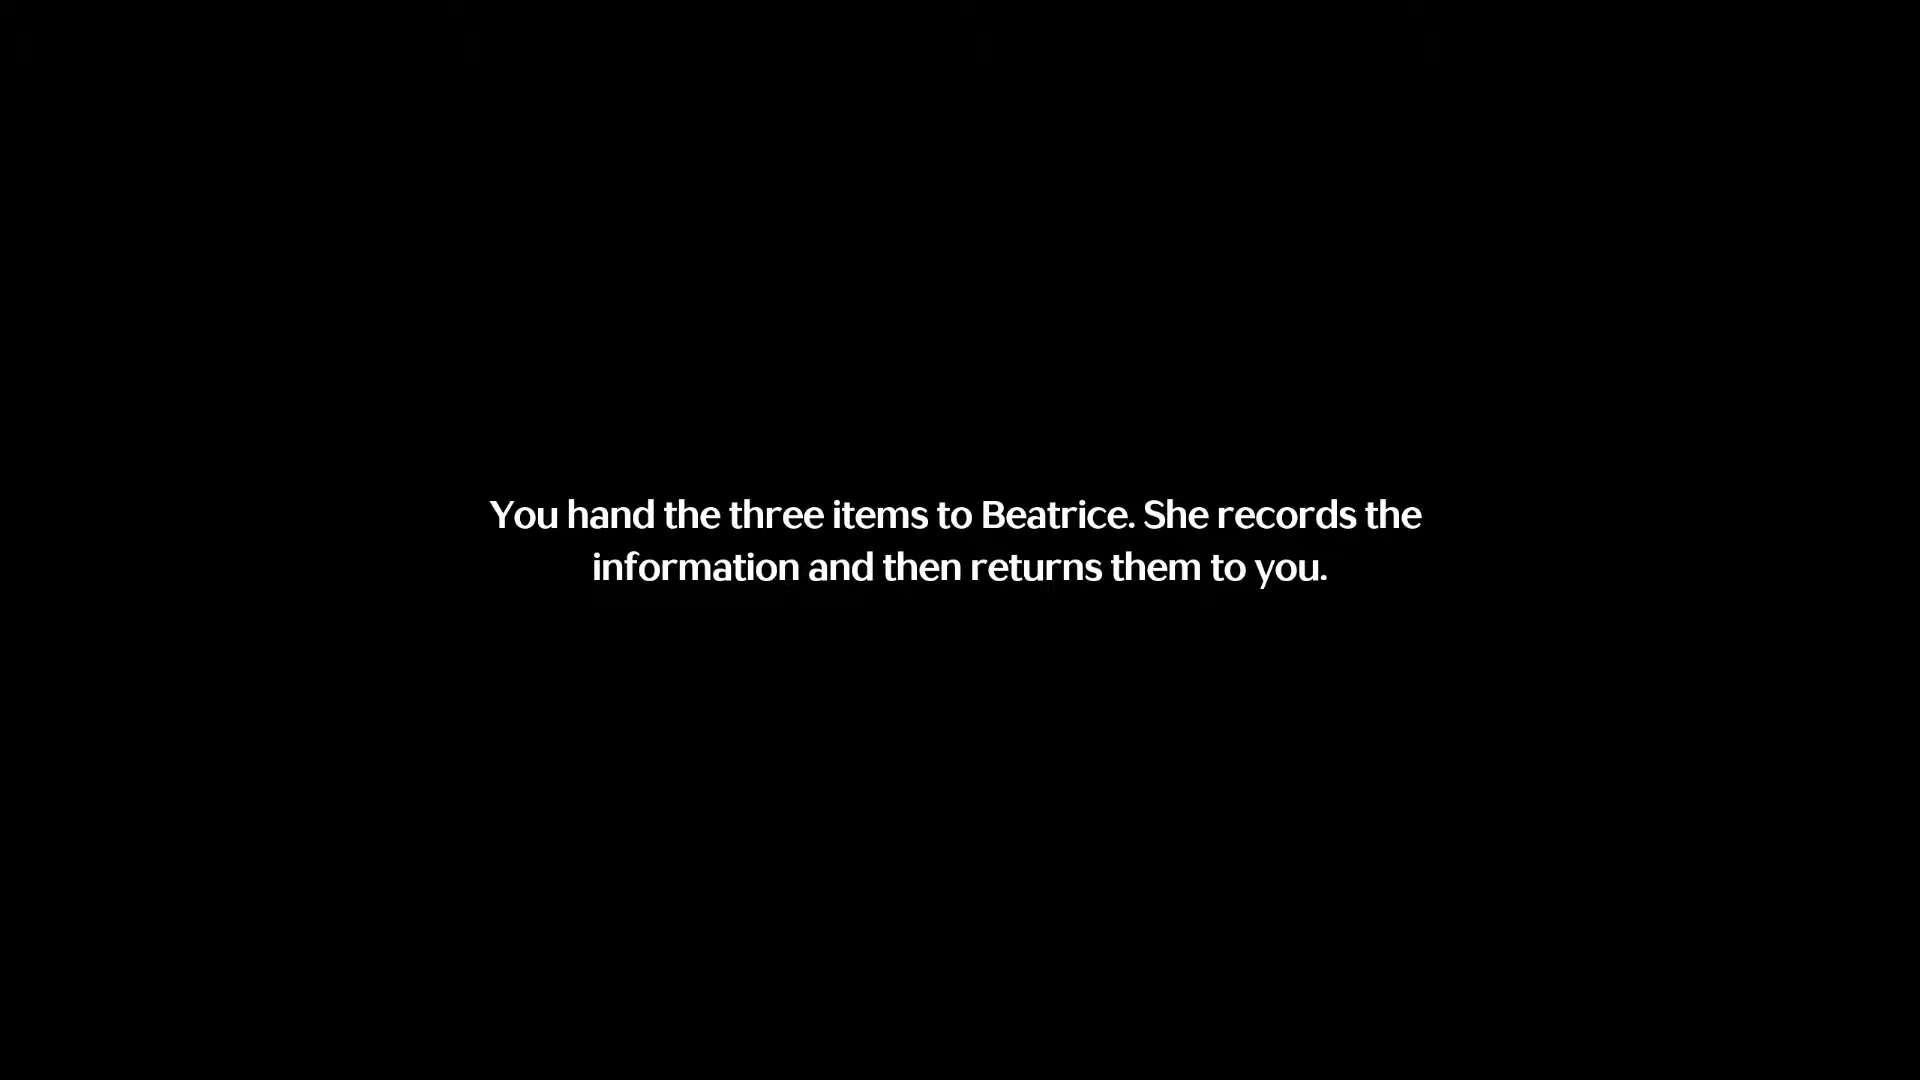 You hand the three items to Beatrice. She records the
information and then returns them to you.